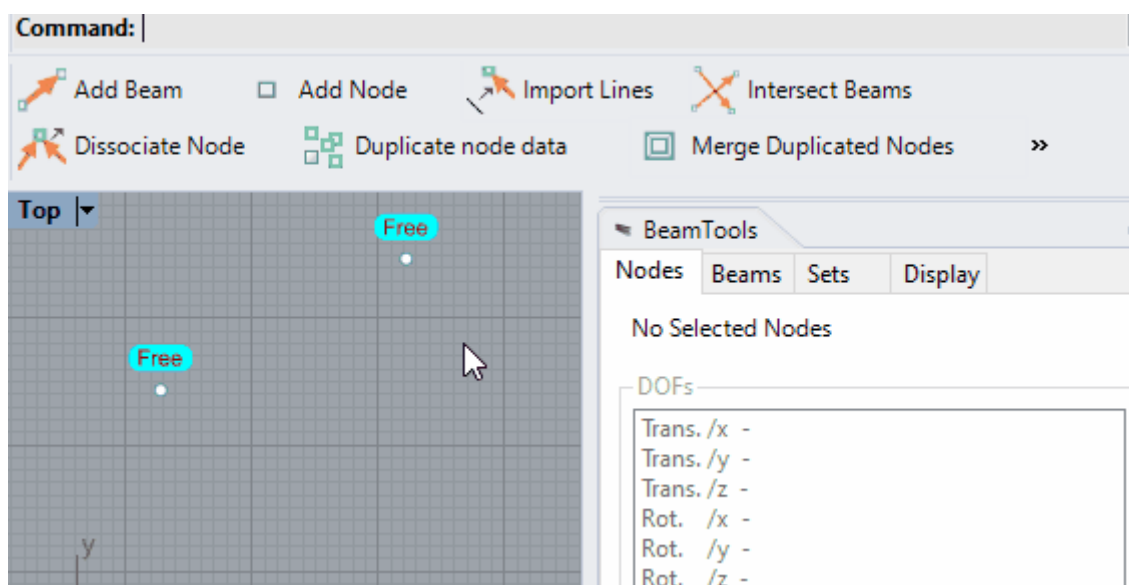 Command:
Add Beam Add Node Import Lines Intersect Beams
Dissociate Node Duplicate node data Merge Duplicated Nodes »
Top
Free
Free
y
BeamTools
Nodes Beams Sets Display
No Selected Nodes
DOFs
Trans. /x -
Trans. /y -
Trans. /z -
Rot. /x -
Rot. /y -
Rot. /z -